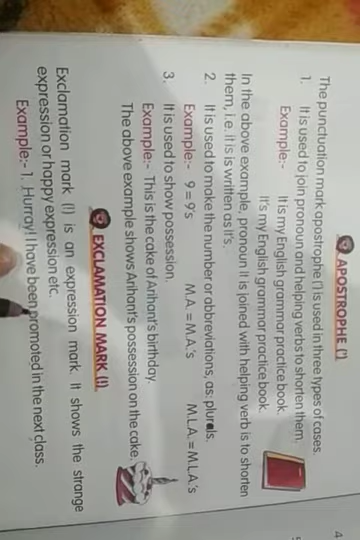 APOSTROPHE (')
The punctuation mark apostrophe (') is used in three types of cases.
1. It is used to join pronoun and helping verbs to shorten them.
Example:- It is my English grammar practice book.
It's my English grammar practice book.
In the above example, pronoun it is joined with helping verb is to shorten
them, i.e. it is is written as it's.
2. It is used to make the number or abbreviations, as: plurals.
Example:- 9 = 9's M.A. = M.A.'s M.L.A. = M.L.A.'s
3. It is used to show possession.
Example:- This is the cake of Arihant's birthday.
The above example shows Arihant's possession on the cake.
EXCLAMATION MARK (!)
Exclamation mark (!) is an expression mark. It shows the strange
expression or happy expression etc.
Example:- 1. Hurray! I have been promoted in the next class.